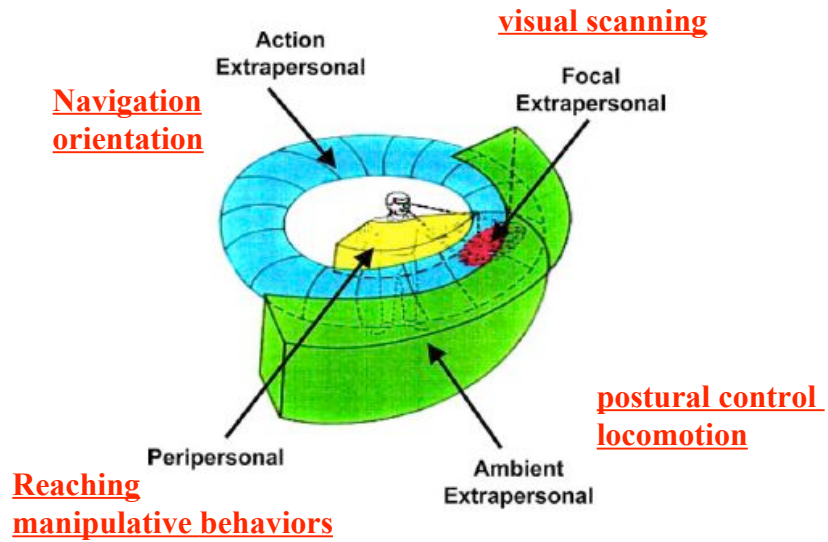 visual scanning
Action
Extrapersonal
Focal
Extrapersonal
Navigation
orientation
postural control
locomotion
Peripersonal
Ambient
Extrapersonal
Reaching
manipulative behaviors